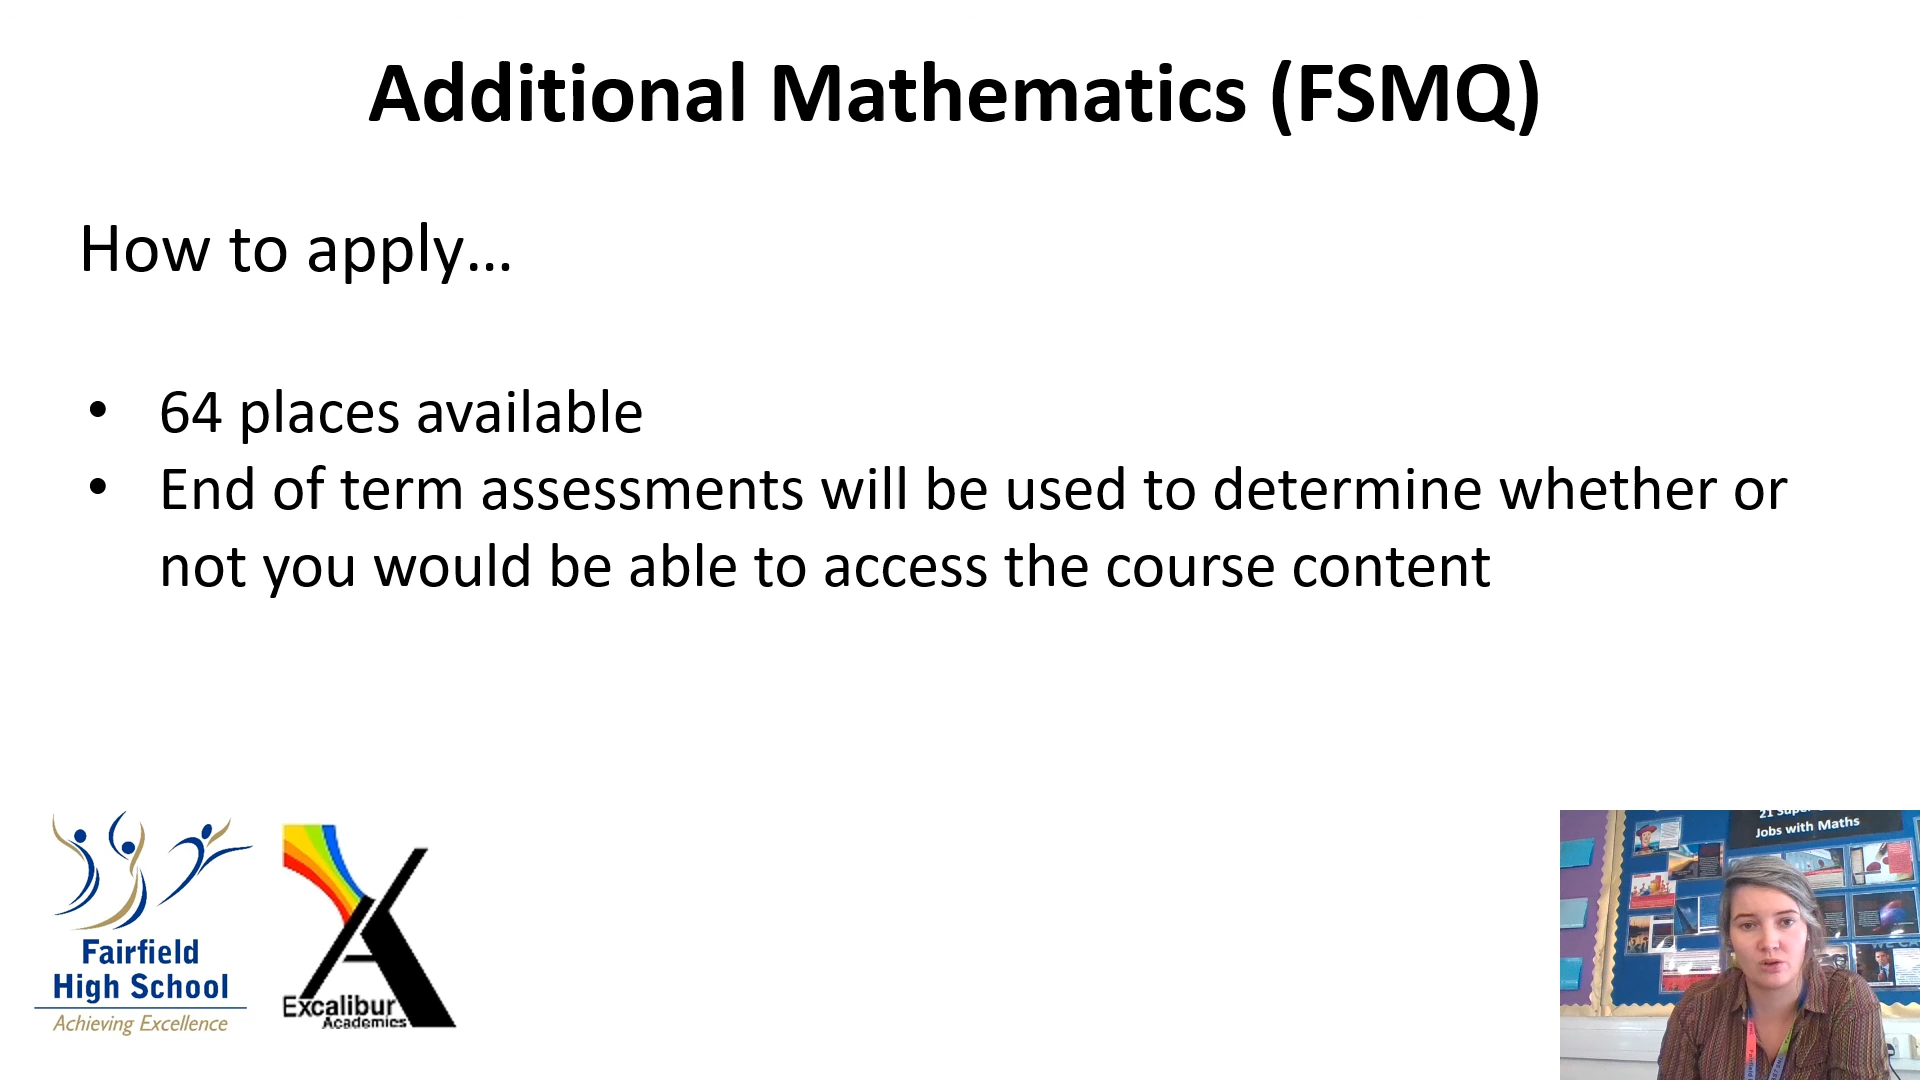 Additional Mathematics (FSMQ)
How to apply…
• 64 places available
• End of term assessments will be used to determine whether or
not you would be able to access the course content
Fairfield
High School
Achieving Excellence
Excalibur
Academies
21 Super
Jobs with Maths